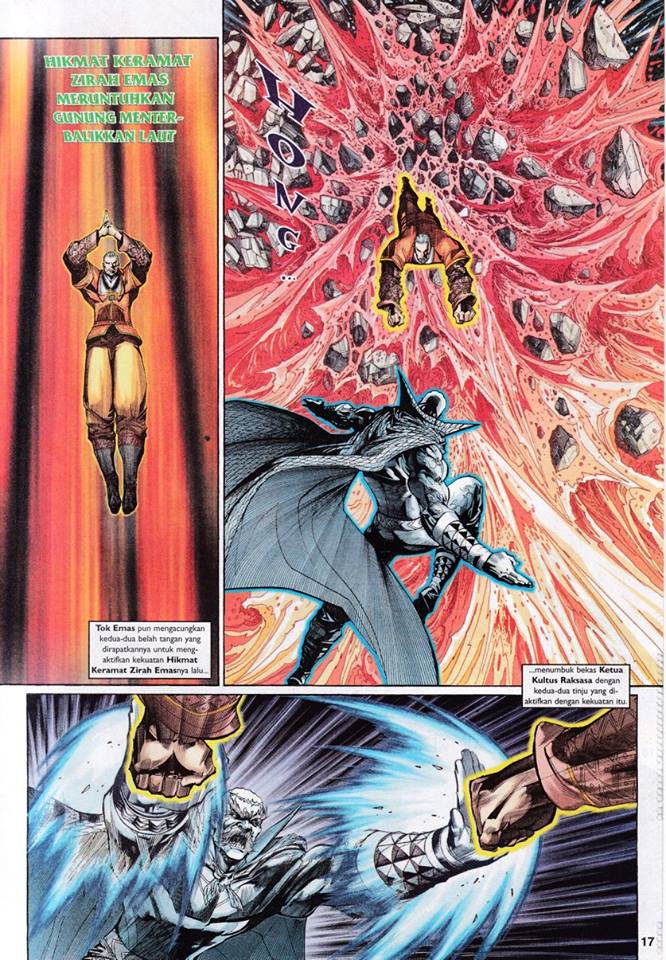 HIKMAT KERAMAT
ZIRAH EMAS
MERUNTUHKAN
GUNUNG MENTER-
BALIKKAN LAUT
HONG...
Tok Emas pun mengacungkan
kedua-dua belah tangan yang
dirapatkannya untuk meng-
aktifkan kekuatan Hikmat
Keramat Zirah Emasnya lalu...
...menumbuk bekas Ketua
Kultus Raksasa dengan
kedua-dua tinju yang di-
aktifkan dengan kekuatan itu.
17